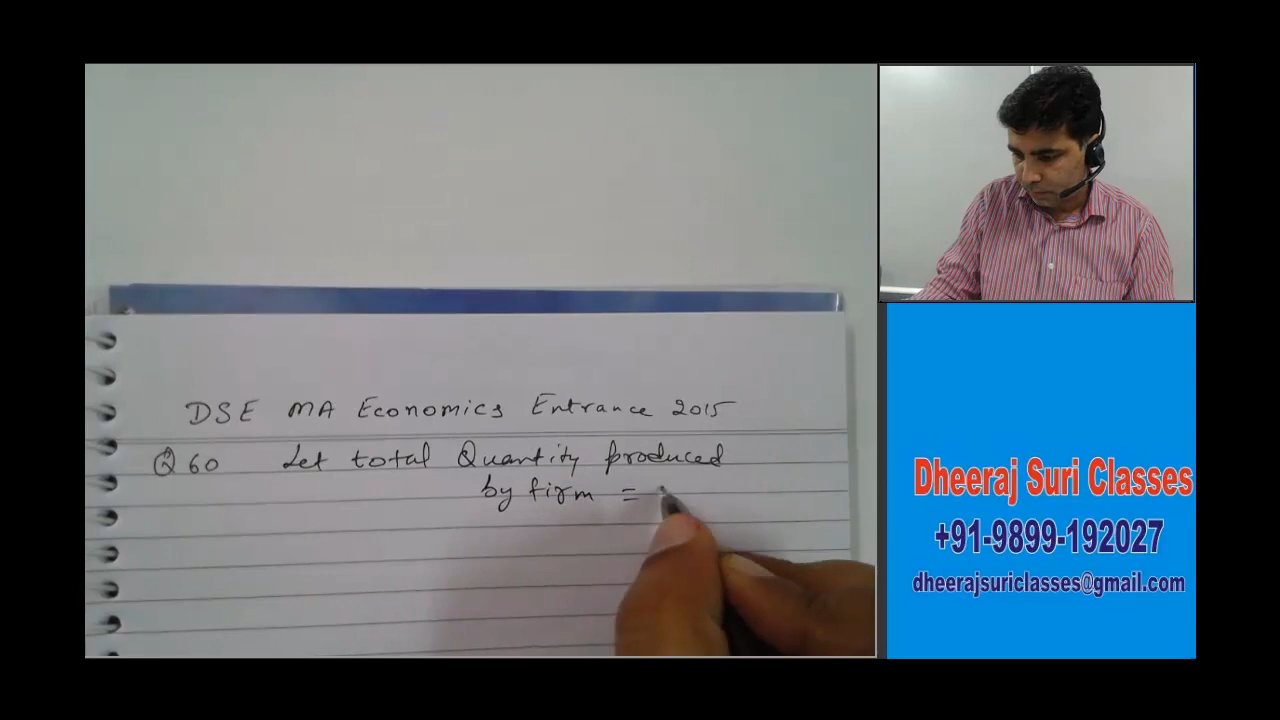 DSE MA Economics Entrance 2015
Q 60 Let total Quantity produced
by firm =
Dheeraj Suri Classes
+91-9899-192027
dheerajsuriclasses@gmail.com